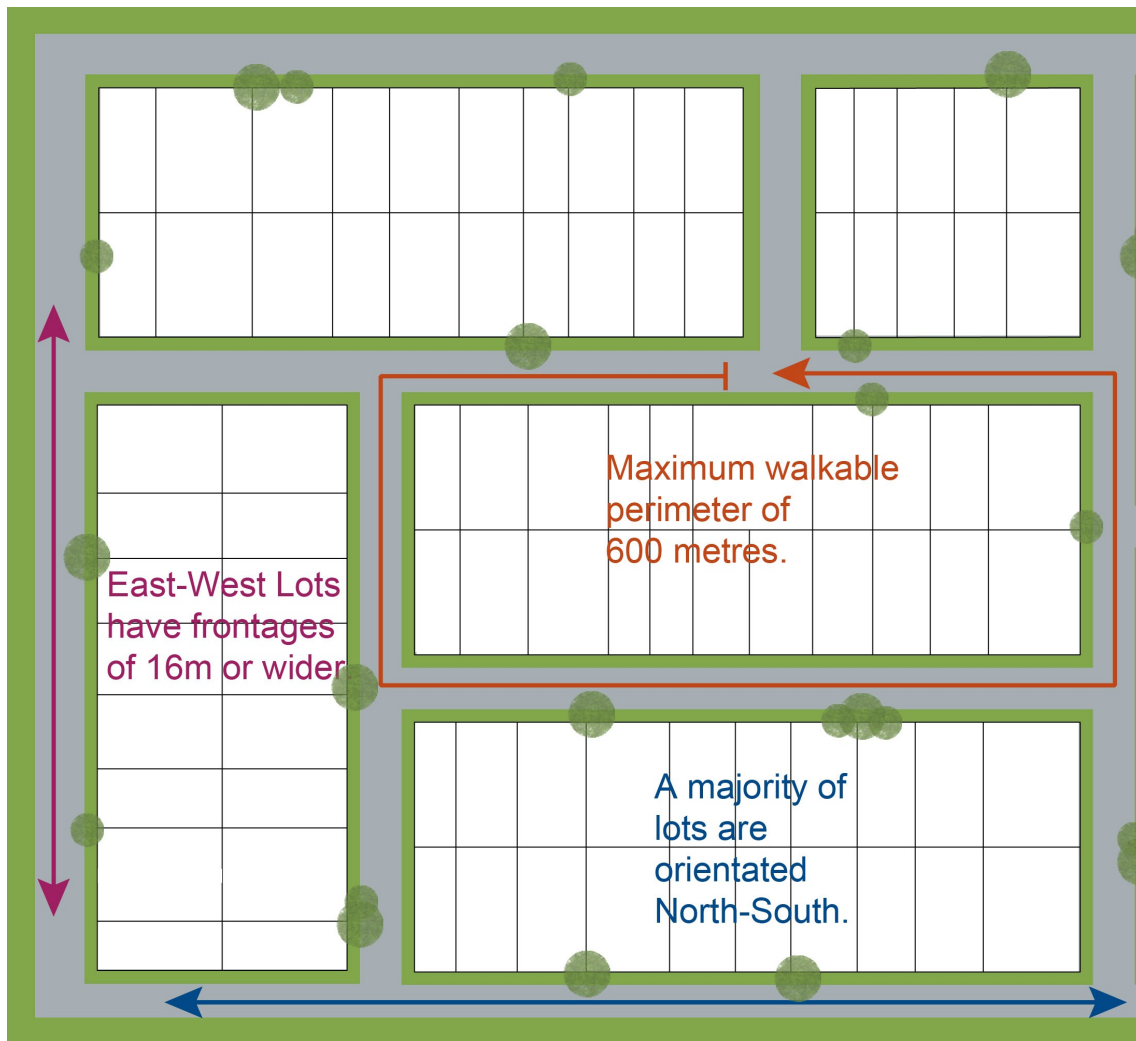 Maximum walkable
perimeter of
600 metres.
East-West Lots
have frontages
of 16m or wider
A majority of
lots are
orientated
North-South.